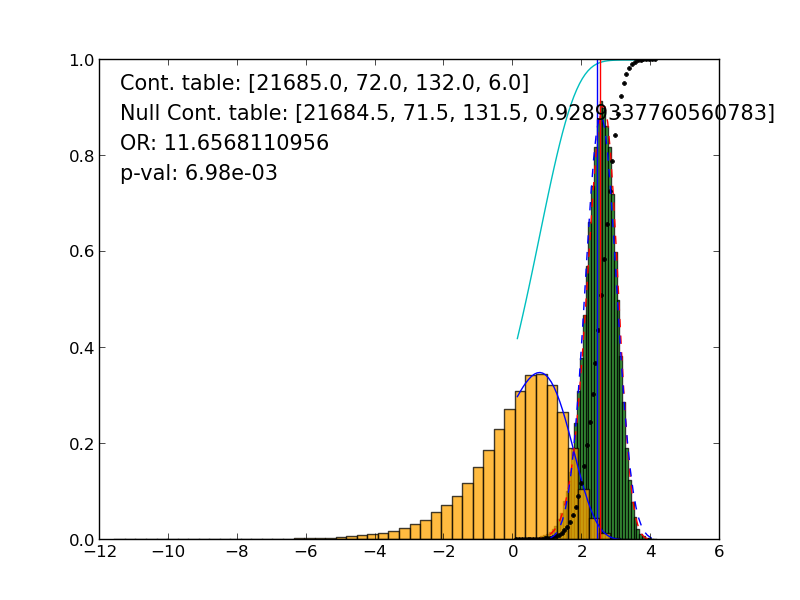 1.0
Cont. table: [21685.0, 72.0, 132.0, 6.0]
Null Cont. table: [21684.5, 71.5, 131.5, 0.9289337760560783]
OR: 11.6568110956
p-val: 6.98e-03
0.8
0.6
0.4
0.2
0.0
−12 −10 −8 −6 −4 −2 0 2 4 6